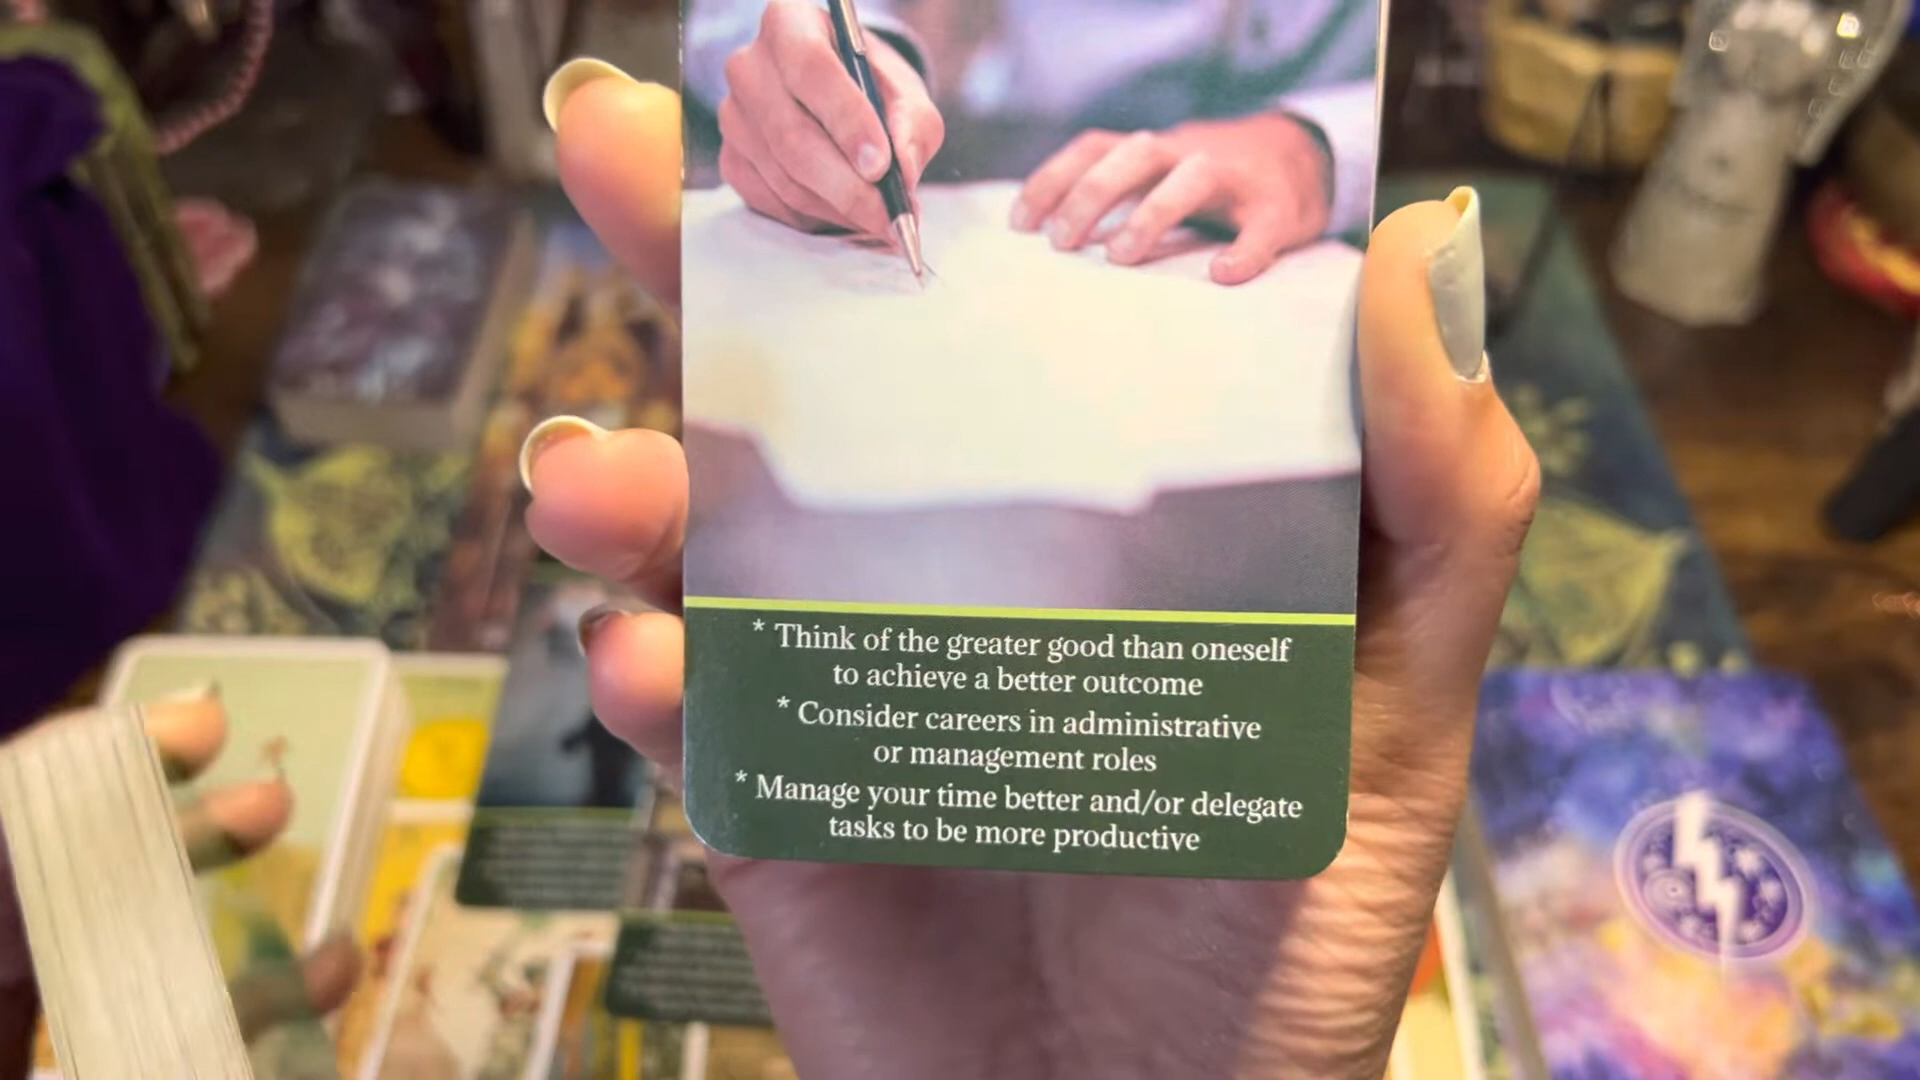 * Think of the greater good than oneself
to achieve a better outcome
* Consider careers in administrative
or management roles
* Manage your time better and/or delegate
tasks to be more productive